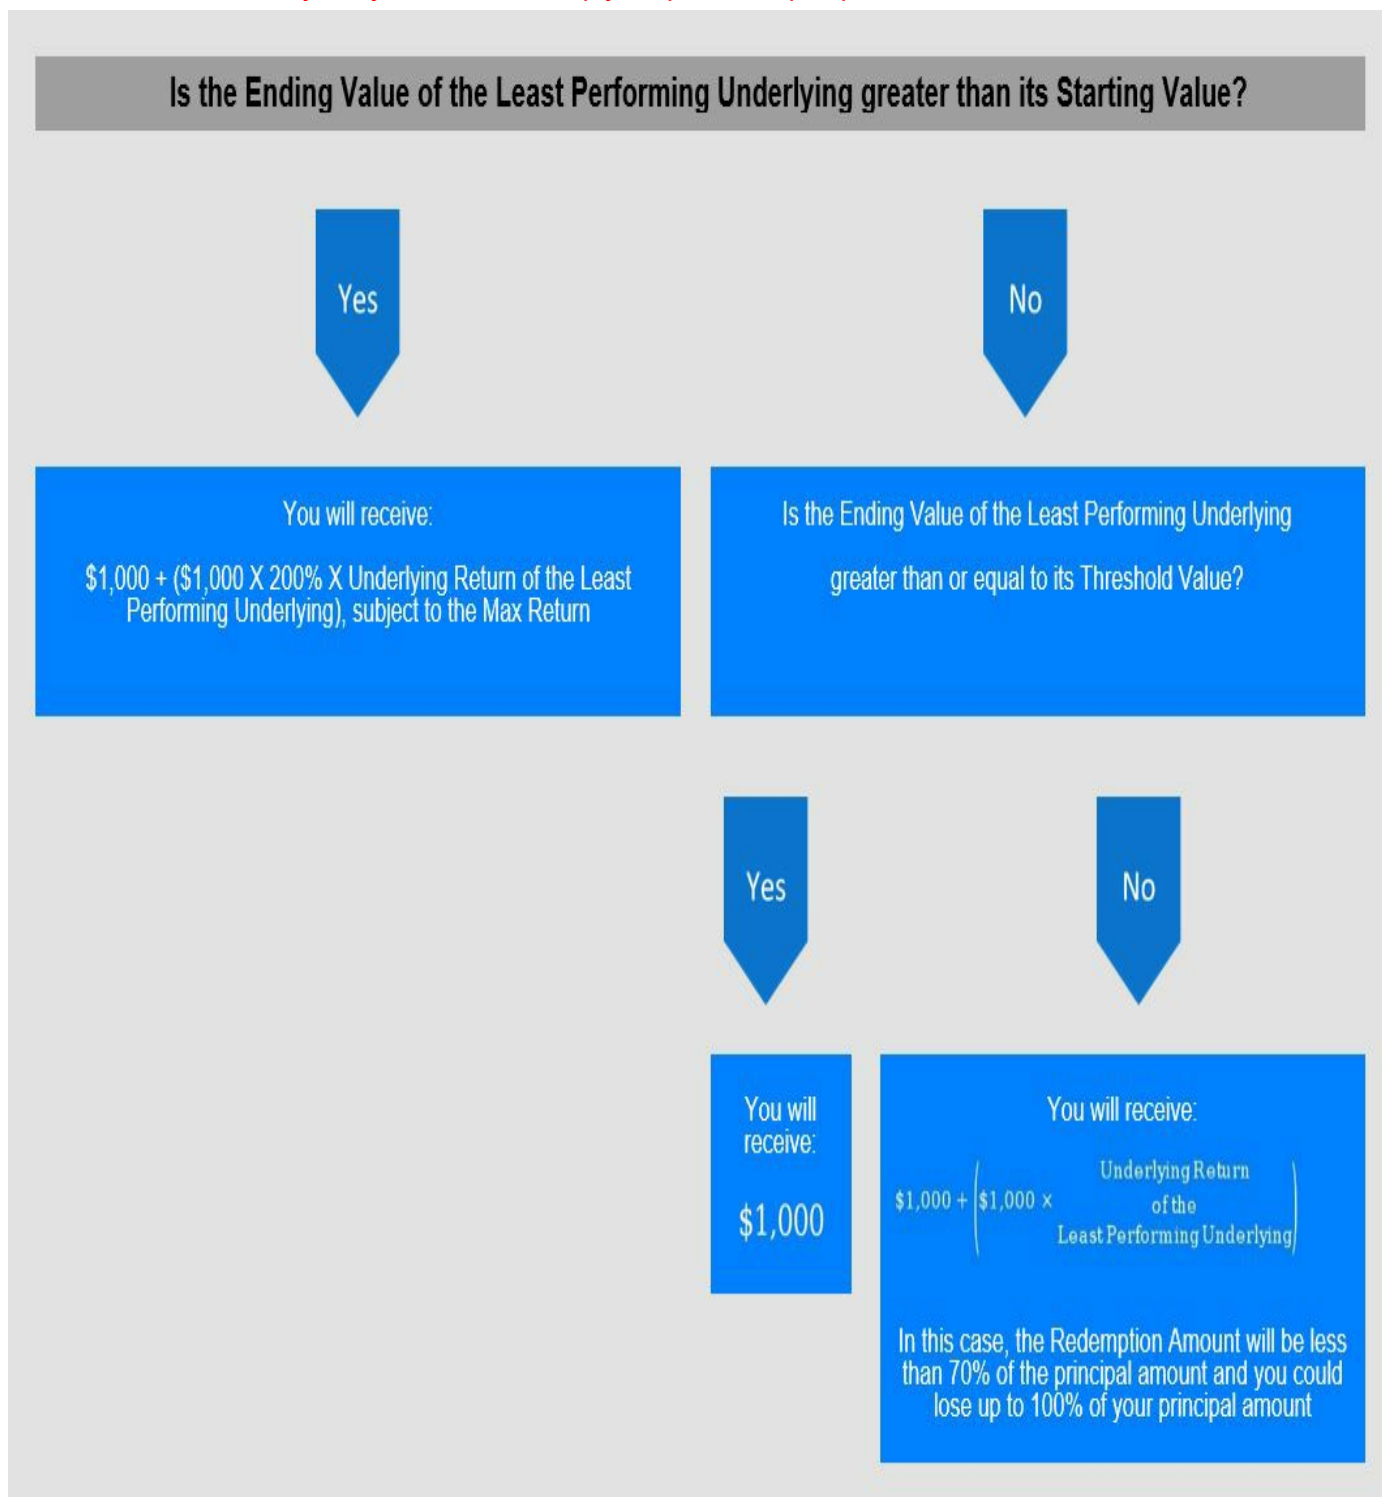 Is the Ending Value of the Least Performing Underlying greater than its Starting Value?
Yes
No
You will receive:
$1,000 + ($1,000 X 200% X Underlying Return of the Least
Performing Underlying), subject to the Max Return
Is the Ending Value of the Least Performing Underlying
greater than or equal to its Threshold Value?
Yes
No
You will
receive:
$1,000
You will receive:
Underlying Return
$1,000 + ($1,000 × of the
Least Performing Underlying)
In this case, the Redemption Amount will be less
than 70% of the principal amount and you could
lose up to 100% of your principal amount